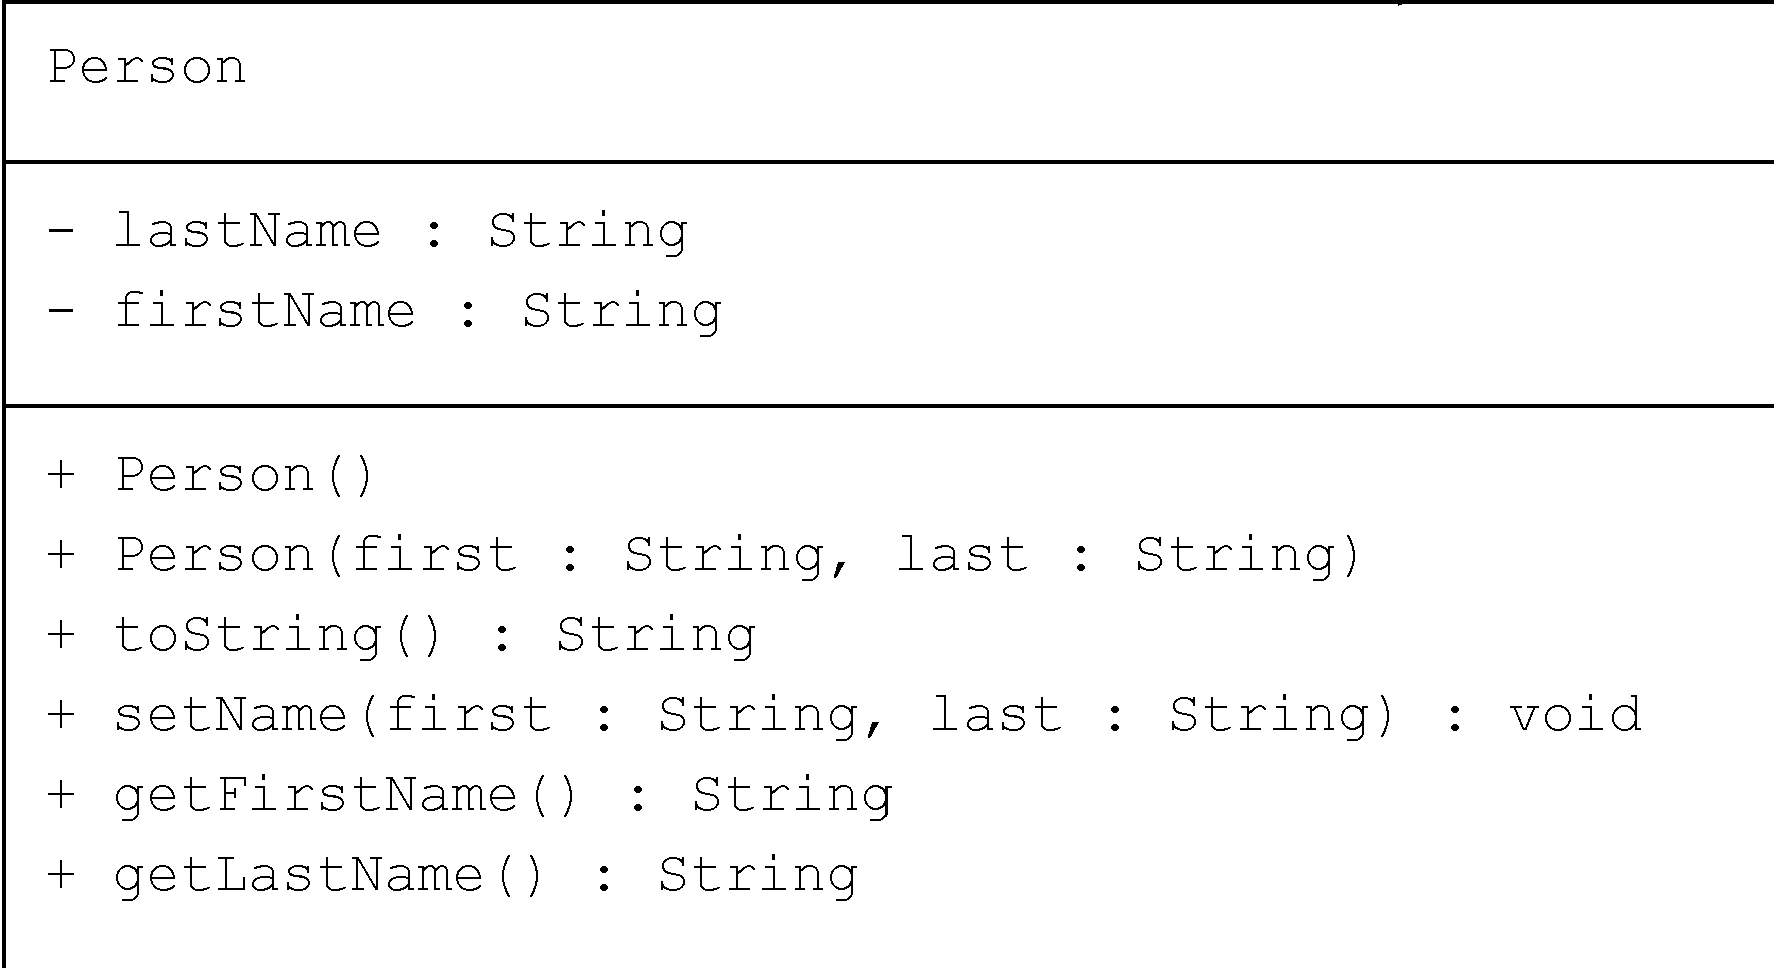 Person
- lastName : String
- firstName : String
+ Person()
+ Person(first : String, last : String)
+ toString() : String
+ setName(first : String, last : String) : void
+ getFirstName() : String
+ getLastName() : String